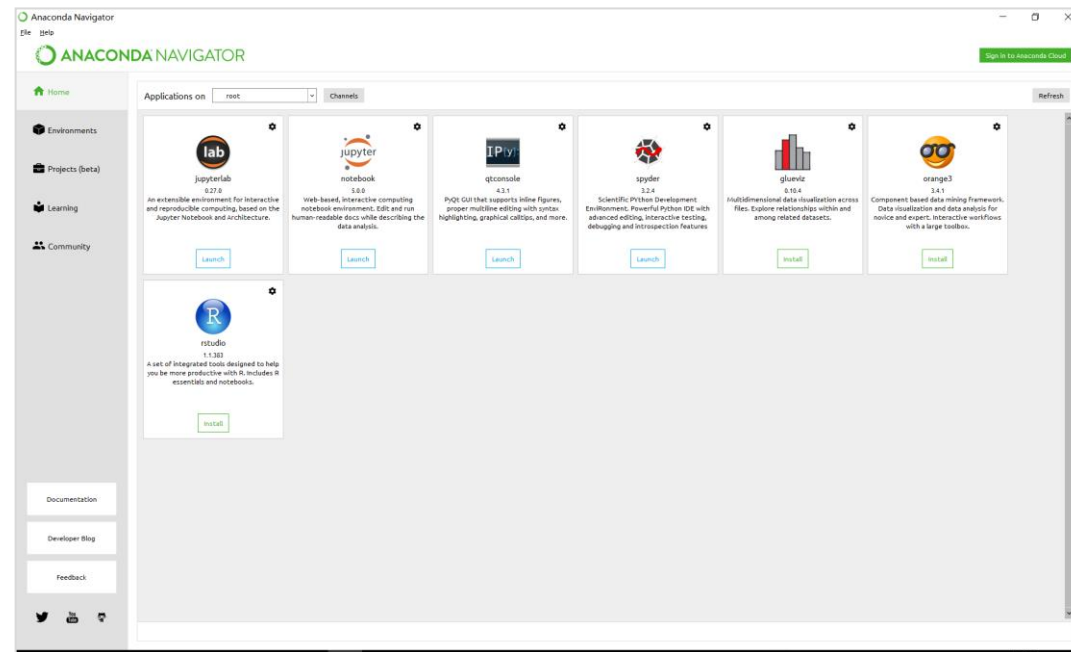 Anaconda Navigator
File Help
ANACONDA NAVIGATOR
Sign in to Anaconda Cloud
Home
Environments
Projects (beta)
Learning
Community
Documentation
Developer Blog
Feedback
You Tube
Applications on root Channels
Refresh
lab
jupyterlab
0.27.0
An extensible environment for interactive
and reproducible computing, based on the
Jupyter Notebook and Architecture.
Launch
jupyter
notebook
5.0.0
Web-based, interactive computing
notebook environment. Edit and run
human-readable docs while describing the
data analysis.
Launch
IP[y]:
qtconsole
4.3.1
PyQt GUI that supports inline figures,
proper multiline editing with syntax
highlighting, graphical calltips, and more.
Launch
spyder
3.2.4
Scientific PYthon Development
EnviRonment. Powerful Python IDE with
advanced editing, interactive testing,
debugging and introspection features
Launch
glueviz
0.10.4
Multidimensional data visualization across
files. Explore relationships within and
among related datasets.
Install
orange3
3.4.1
Component based data mining framework.
Data visualization and data analysis for
novice and expert. Interactive workflows
with a large toolbox.
Install
R
rstudio
1.1.383
A set of integrated tools designed to help
you be more productive with R. Includes R
essentials and notebooks.
Install